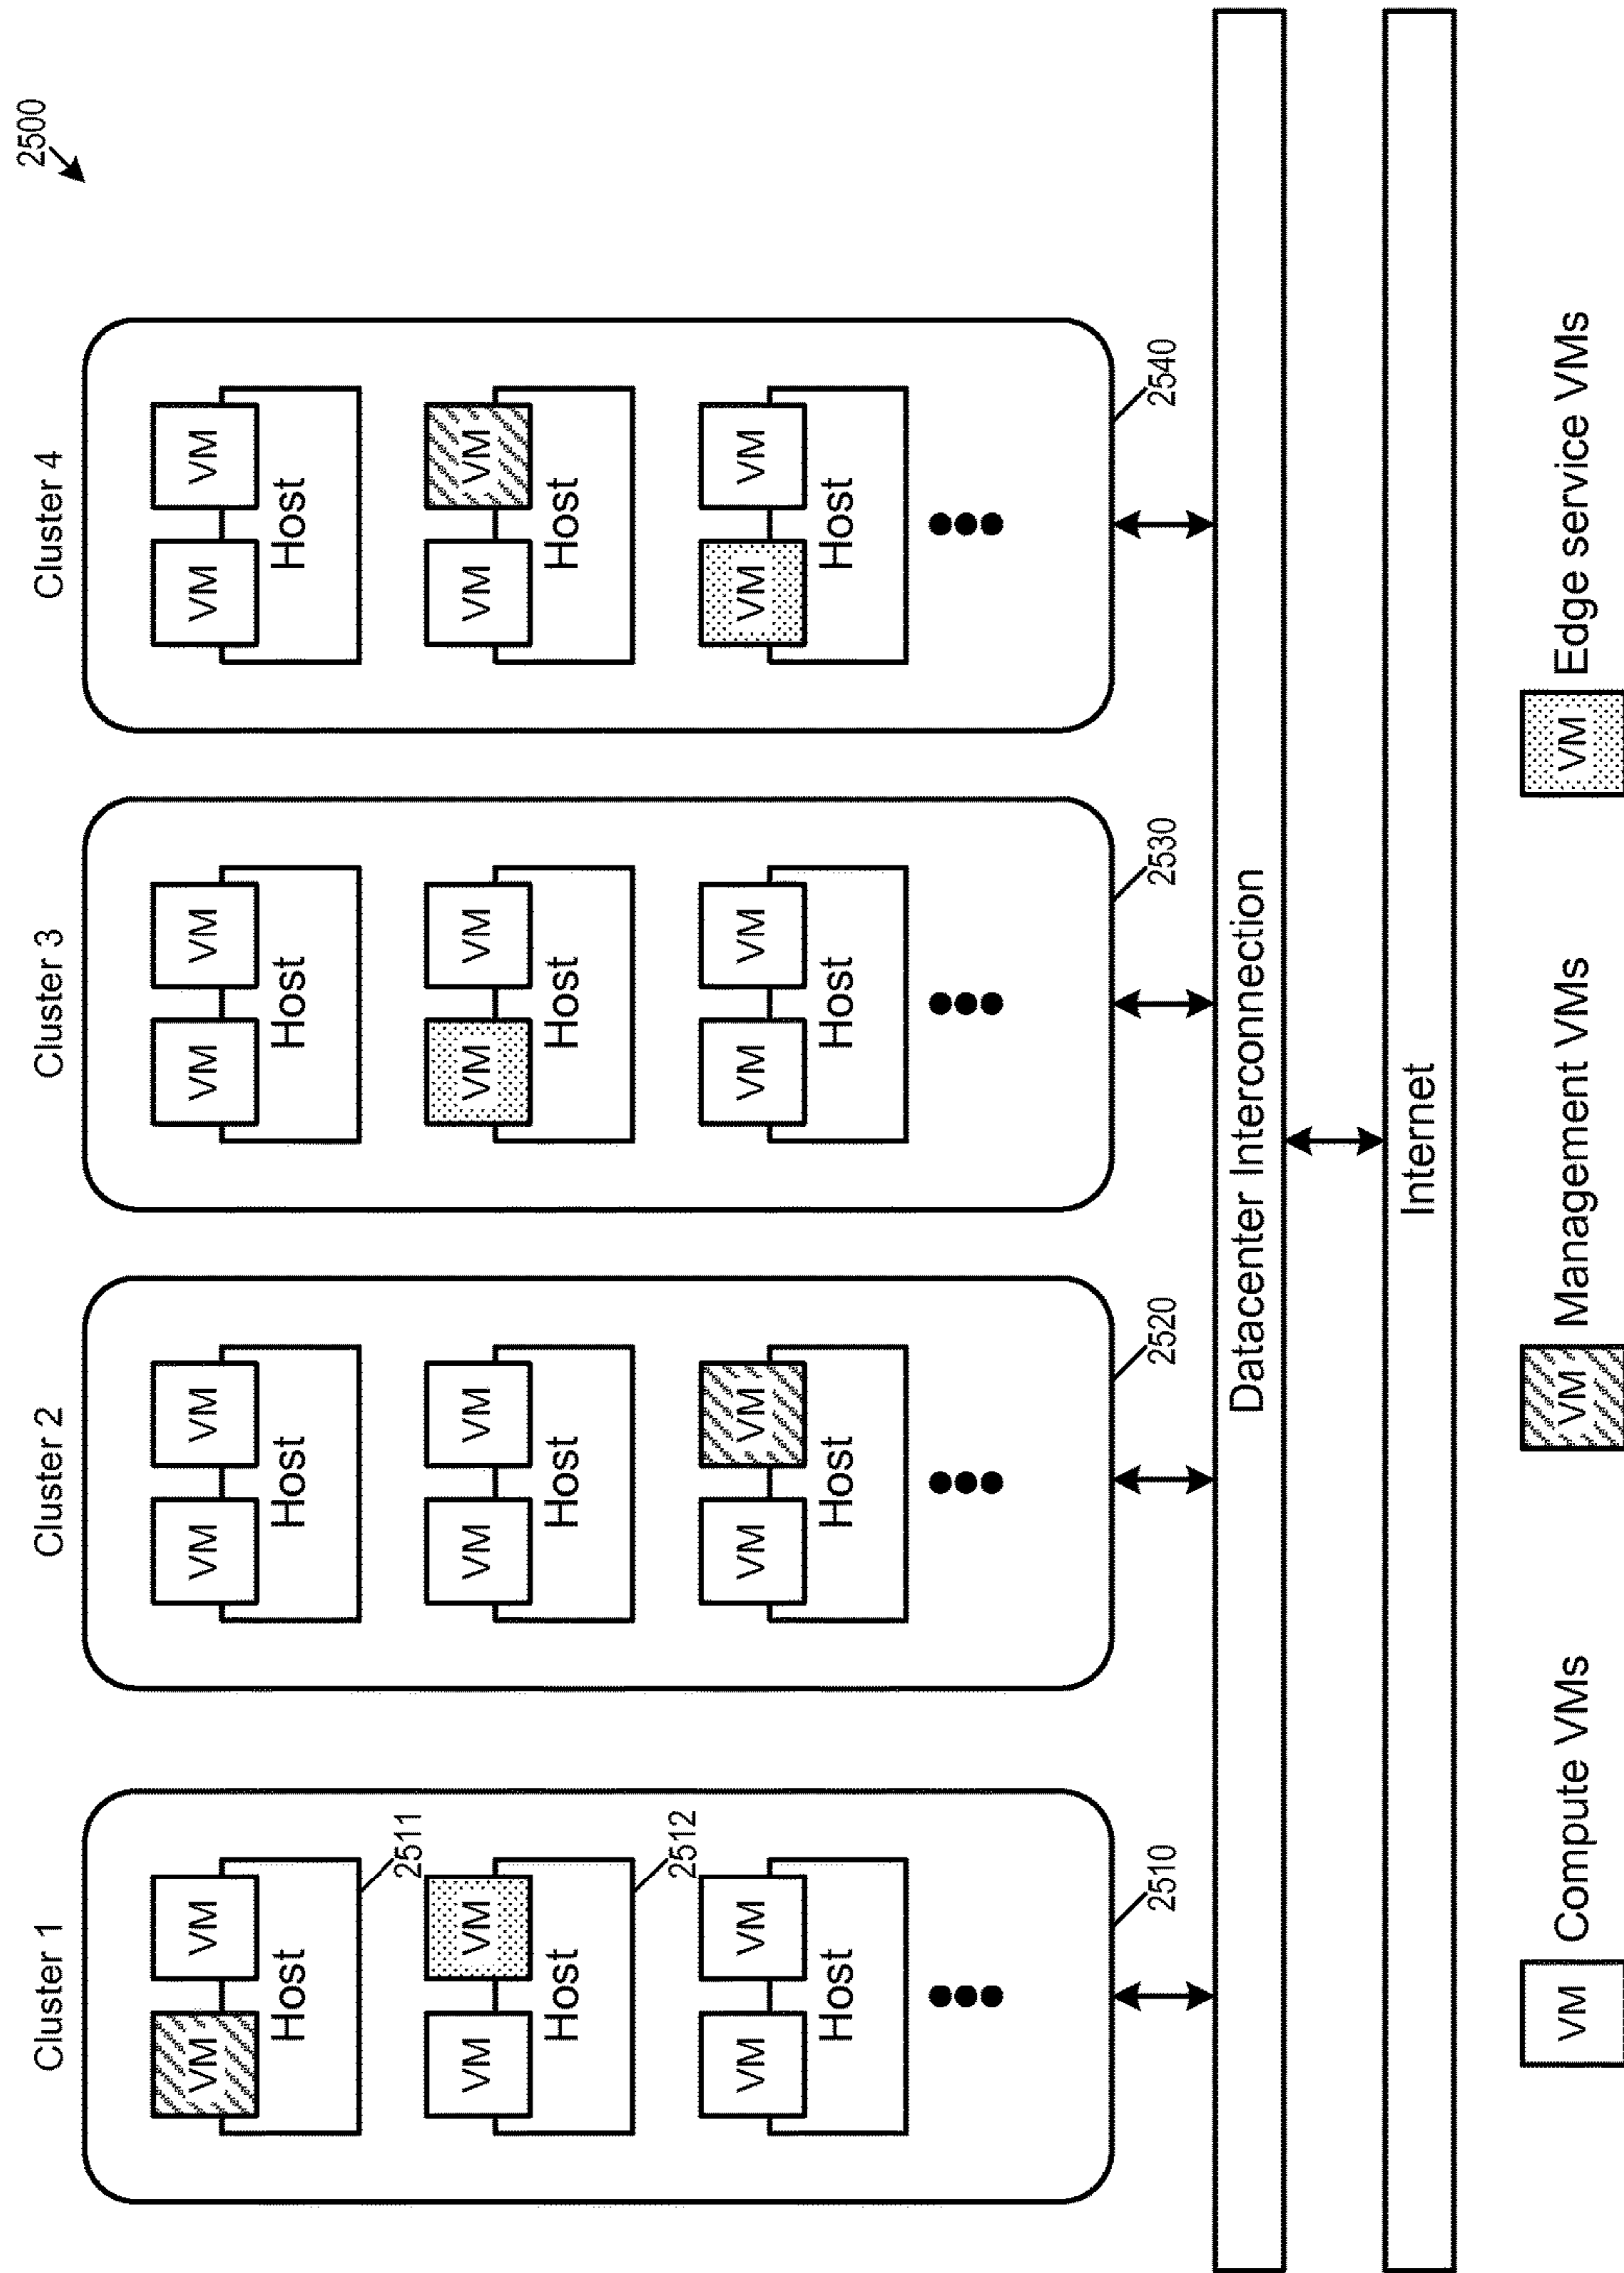 2500
Cluster 1
Cluster 2
Cluster 3
Cluster 4
VM VM
VM VM
VM VM
VM VM
Host
Host
Host
Host
2511
VM VM
VM VM
VM VM
VM VM
Host
Host
Host
Host
2512
VM VM
VM VM
VM VM
VM VM
Host
Host
Host
Host
2510
2520
2530
2540
Datacenter Interconnection
Internet
VM Compute VMs
VM Management VMs
VM Edge service VMs